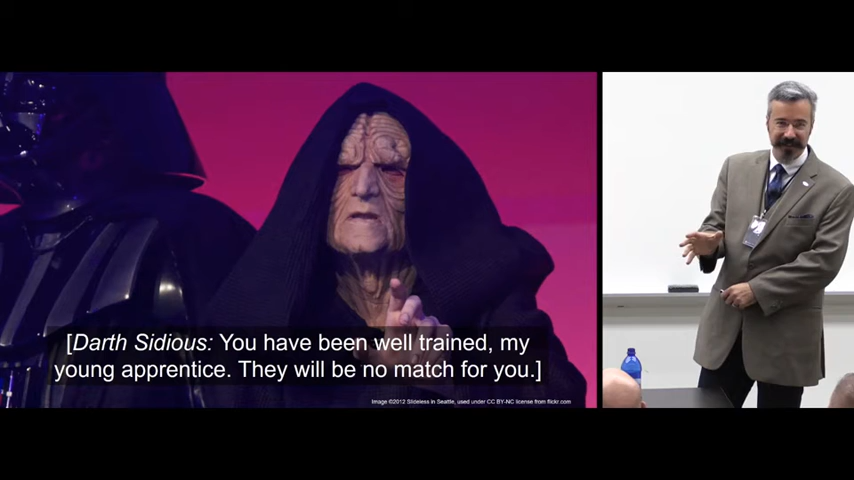 [Darth Sidious: You have been well trained, my
young apprentice. They will be no match for you.]
Image ©2012 Slideless in Seattle, used under CC BY-NC license from flickr.com